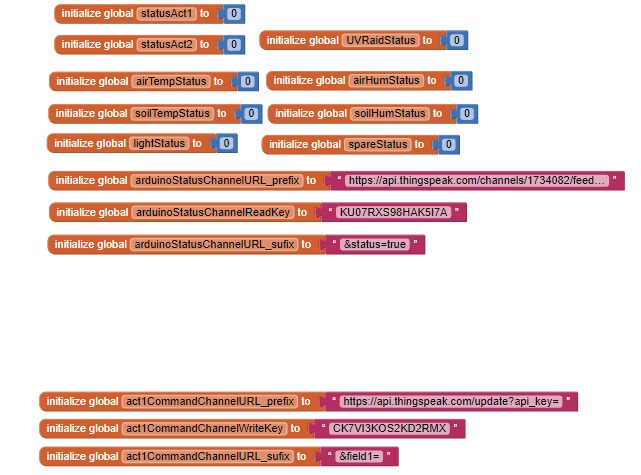 initialize global statusAct1 to 0
initialize global statusAct2 to 0
initialize global UVRaidStatus to 0
initialize global airTempStatus to 0
initialize global airHumStatus to 0
initialize global soilTempStatus to 0
initialize global soilHumStatus to 0
initialize global lightStatus to 0
initialize global spareStatus to 0
initialize global arduinoStatusChannelURL_prefix to “ https://api.thingspeak.com/channels/1734082/feed... ”
initialize global arduinoStatusChannelReadKey to “ KU07RXS98HAK5I7A ”
initialize global arduinoStatusChannelURL_sufix to “ &status=true ”
initialize global act1CommandChannelURL_prefix to “ https://api.thingspeak.com/update?api_key= ”
initialize global act1CommandChannelWriteKey to “ CK7VI3KOS2KD2RMX ”
initialize global act1CommandChannelURL_sufix to “ &field1= ”